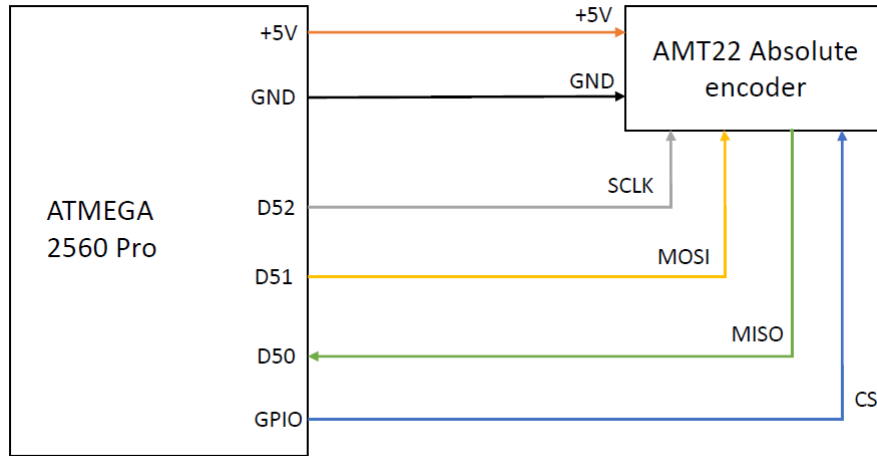 +5V
+5V
AMT22 Absolute
encoder
GND
GND
SCLK
ATMEGA
2560 Pro
D52
MOSI
D51
MISO
D50
CS
GPIO